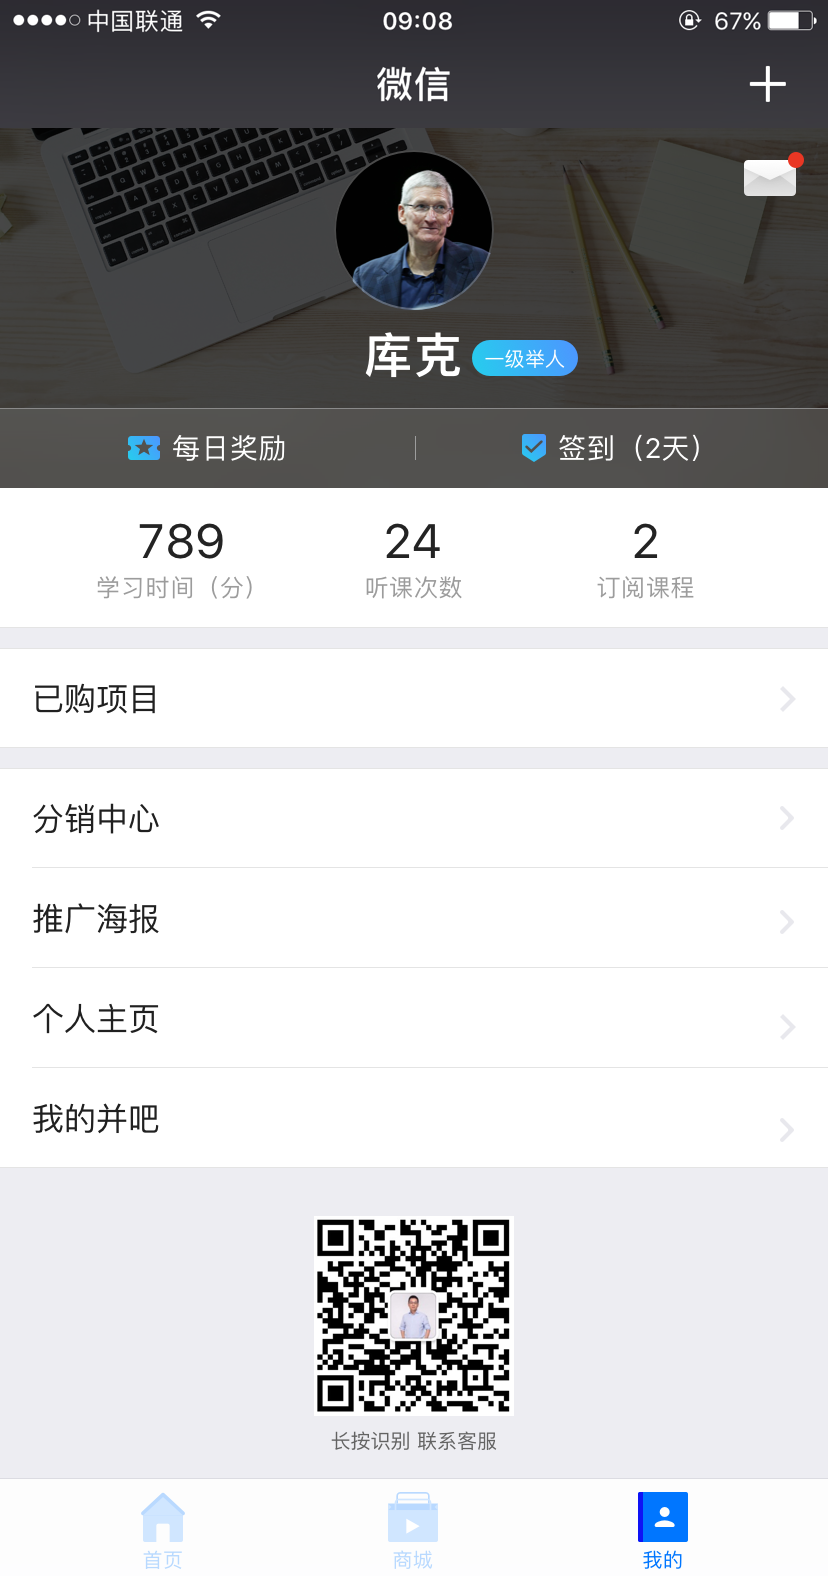 中国联通 09:08 67%
微信
库克 一级举人
每日奖励 签到（2天）
789 24 2
学习时间（分） 听课次数 订阅课程
已购项目
分销中心
推广海报
个人主页
我的并吧
长按识别 联系客服
首页 商城 我的